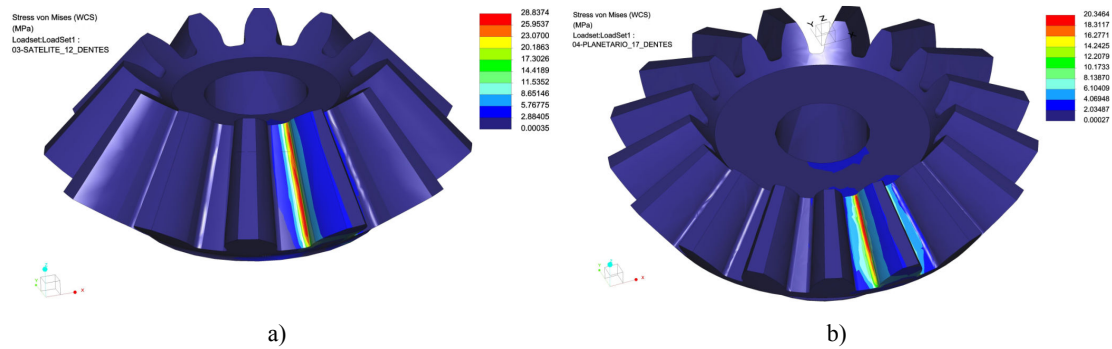 Stress von Mises (WCS)
(MPa)
Loadset:LoadSet1 :
03-SATELITE_12_DENTES
28.8374
25.9537
23.0700
20.1863
17.3026
14.4189
11.5352
8.65146
5.76775
2.88405
0.00035
X
Y
Z
a)
Stress von Mises (WCS)
(MPa)
Loadset:LoadSet1 :
04-PLANETARIO_17_DENTES
Y Z
X
20.3464
18.3117
16.2771
14.2425
12.2079
10.1733
8.13870
6.10409
4.06948
2.03487
0.00027
Y
X
b)